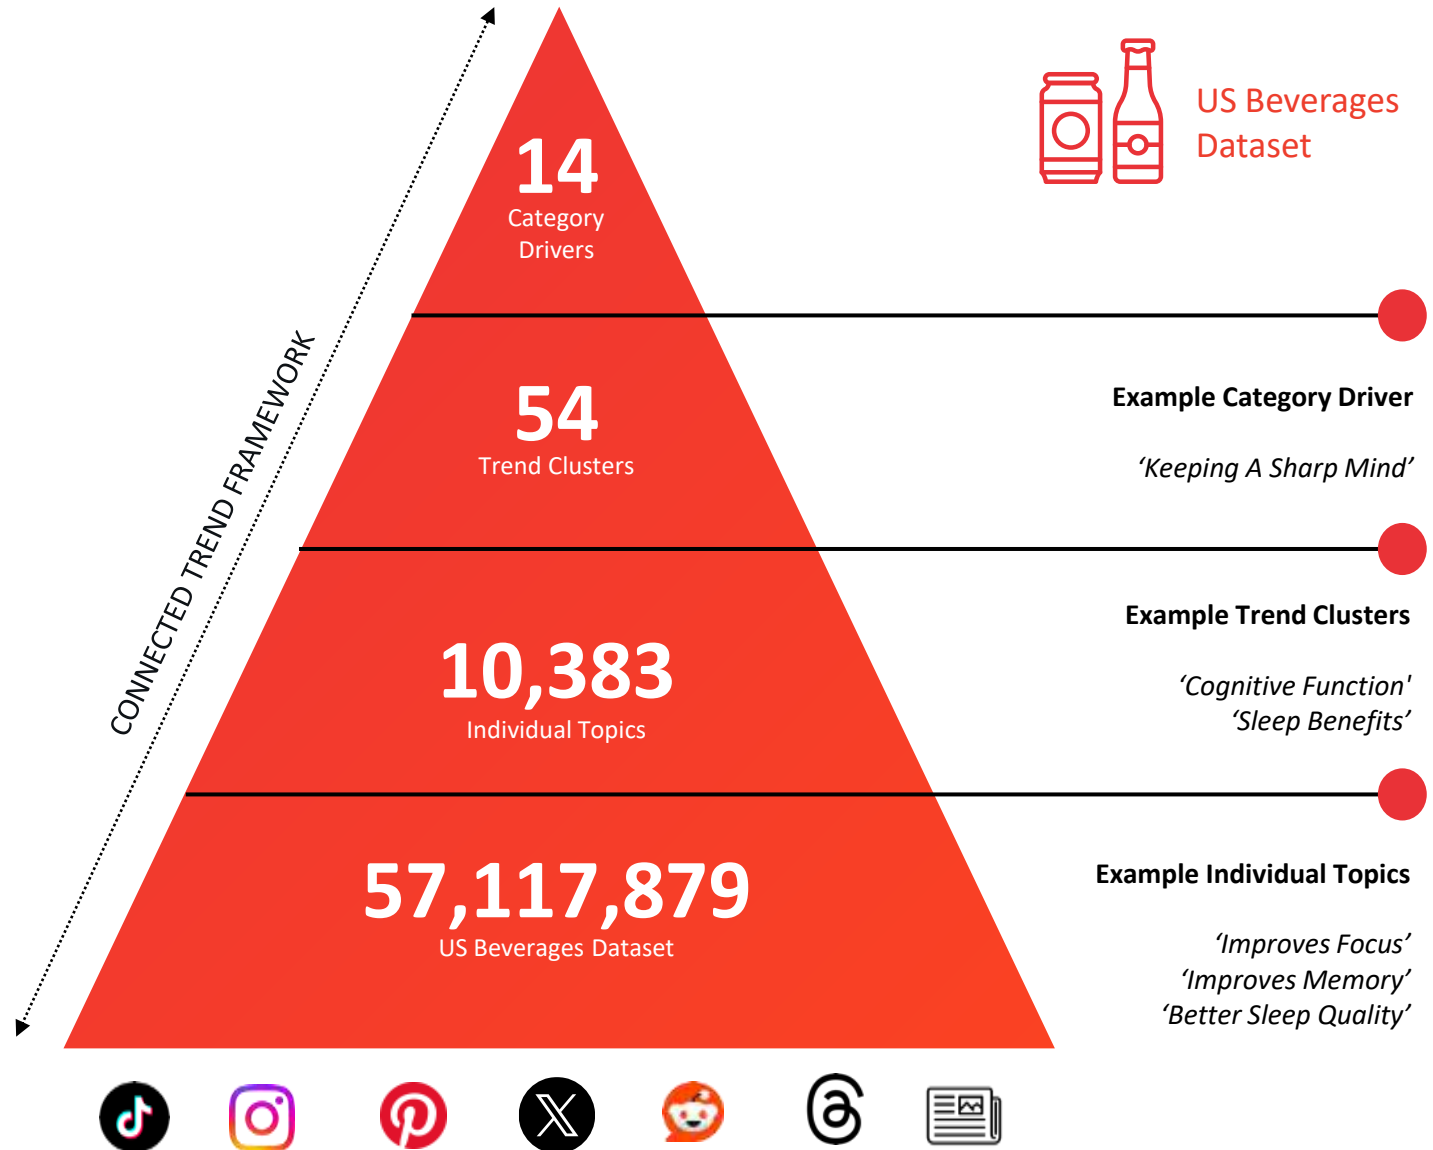 US Beverages
Dataset
14
Category
Drivers
CONNECTED TREND FRAMEWORK
54
Trend Clusters
Example Category Driver
‘Keeping A Sharp Mind’
10,383
Individual Topics
Example Trend Clusters
‘Cognitive Function'
‘Sleep Benefits’
57,117,879
US Beverages Dataset
Example Individual Topics
‘Improves Focus’
‘Improves Memory’
‘Better Sleep Quality’